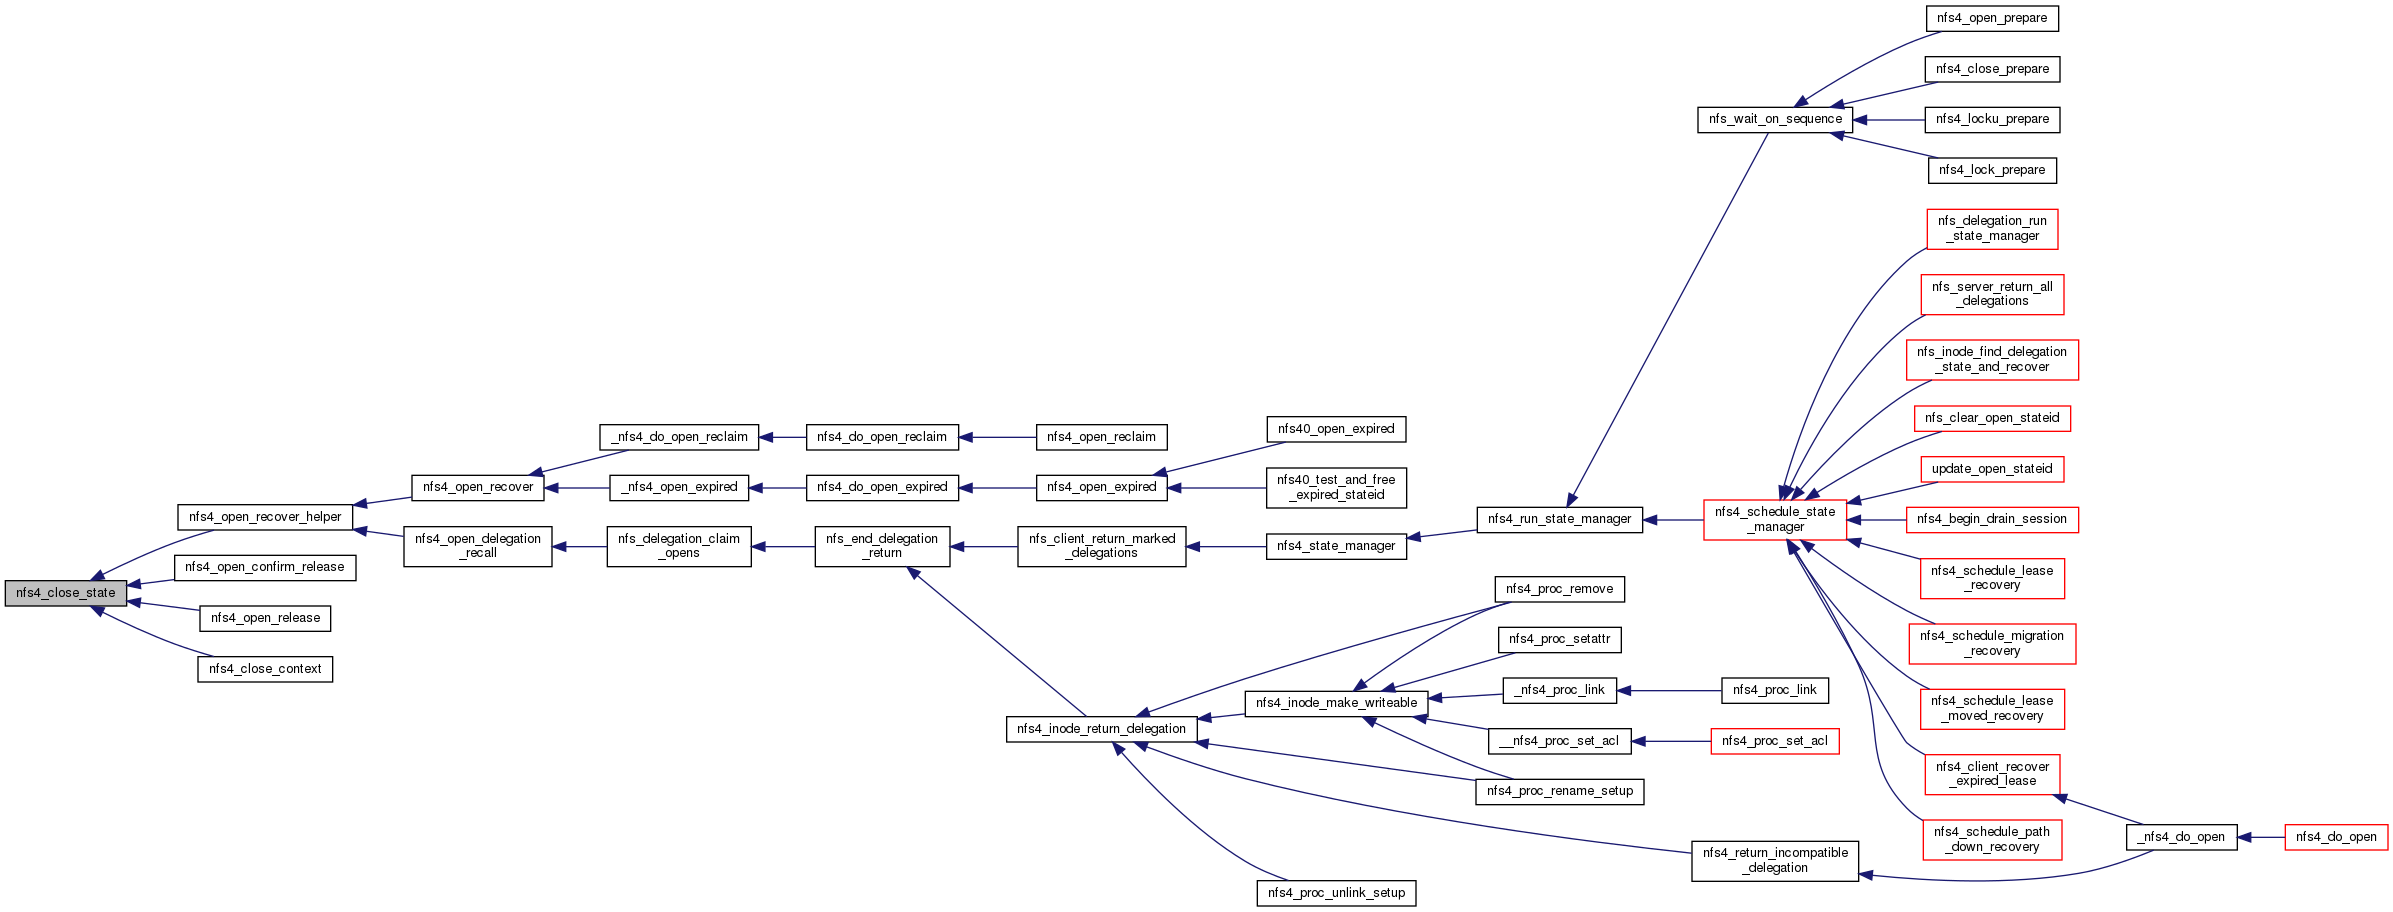 nfs4_open_prepare
nfs4_close_prepare
nfs_wait_on_sequence
nfs4_locku_prepare
nfs4_lock_prepare
nfs_delegation_run
_state_manager
nfs_server_return_all
_delegations
nfs_inode_find_delegation
_state_and_recover
nfs_clear_open_stateid
update_open_stateid
nfs4_begin_drain_session
nfs4_schedule_lease
_recovery
nfs4_schedule_migration
_recovery
nfs4_schedule_lease
_moved_recovery
nfs4_client_recover
_expired_lease
nfs4_schedule_path
_down_recovery
_nfs4_do_open
nfs4_do_open
nfs4_schedule_state
_manager
nfs4_run_state_manager
nfs40_open_expired
_nfs4_do_open_reclaim
nfs4_do_open_reclaim
nfs4_open_reclaim
nfs4_open_recover
_nfs4_open_expired
nfs4_do_open_expired
nfs4_open_expired
nfs40_test_and_free
_expired_stateid
nfs4_open_recover_helper
nfs4_open_delegation
_recall
nfs_delegation_claim
_opens
nfs_end_delegation
_return
nfs_client_return_marked
_delegations
nfs4_state_manager
nfs4_open_confirm_release
nfs4_close_state
nfs4_open_release
nfs4_close_context
nfs4_proc_remove
nfs4_proc_setattr
_nfs4_proc_link
nfs4_proc_link
nfs4_inode_make_writeable
nfs4_inode_return_delegation
__nfs4_proc_set_acl
nfs4_proc_set_acl
nfs4_proc_rename_setup
nfs4_return_incompatible
_delegation
nfs4_proc_unlink_setup